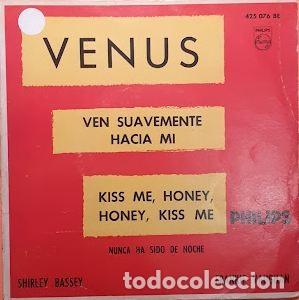 425 076 BE
PHILIPS
VENUS
VEN SUAVEMENTE
HACIA MI
KISS ME, HONEY,
HONEY, KISS ME
PHILIPS
NUNCA HA SIDO DE NOCHE
SHIRLEY BASSEY
todocoleccion